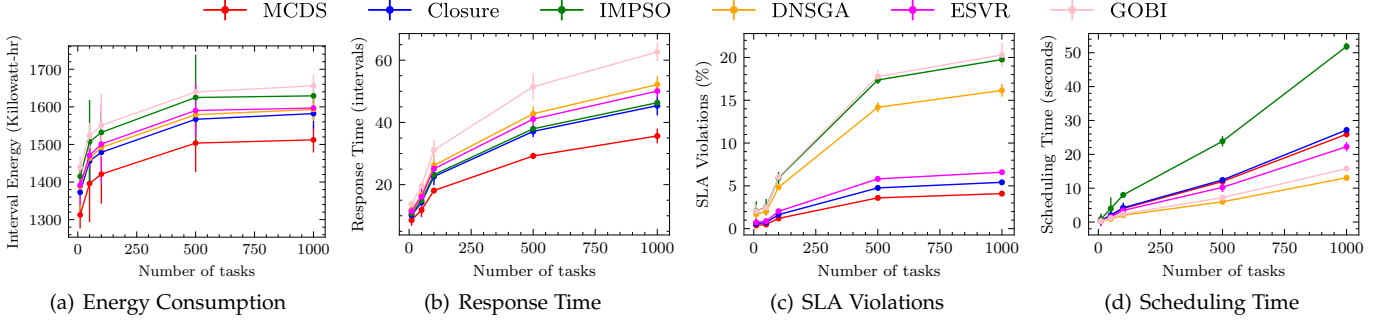 MCDS Closure IMPSO DNSGA ESVR GOBI
Interval Energy (Killowatt-hr)
1700
1600
1500
1400
1300
0 250 500 750 1000
Number of tasks
(a) Energy Consumption
Response Time (intervals)
60
40
20
0 250 500 750 1000
Number of tasks
(b) Response Time
SLA Violations (%)
20
15
10
5
0
0 250 500 750 1000
Number of tasks
(c) SLA Violations
Scheduling Time (seconds)
50
40
30
20
10
0
0 250 500 750 1000
Number of tasks
(d) Scheduling Time